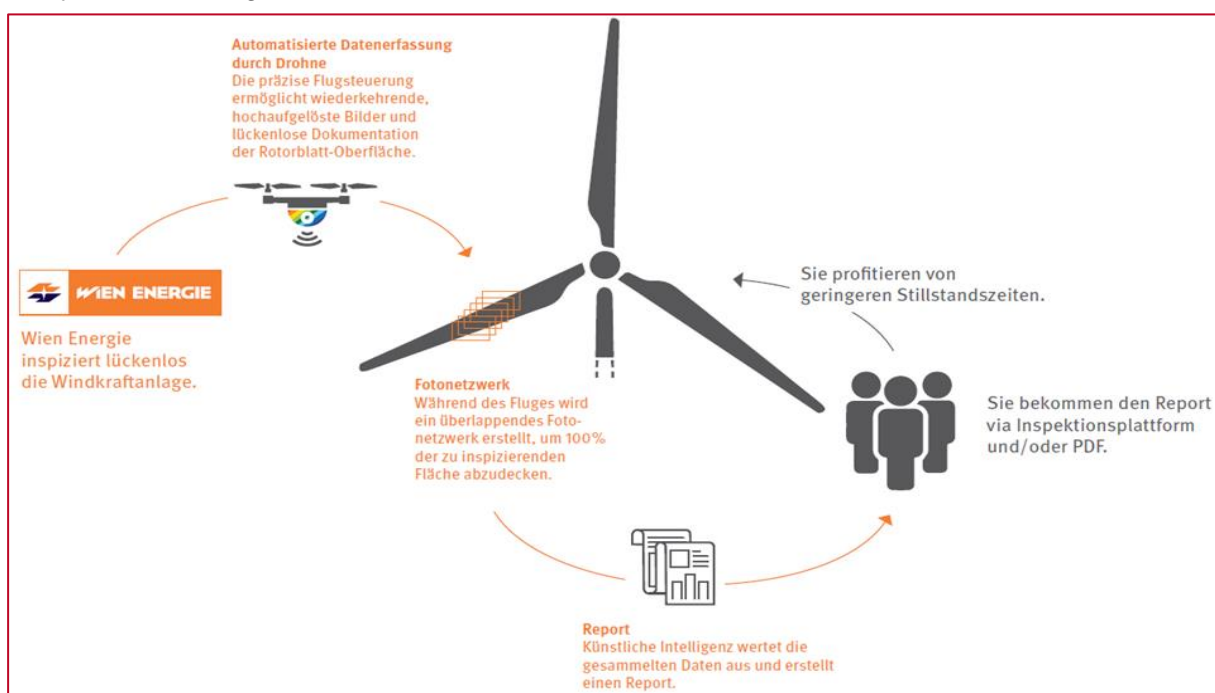 Automatisierte Datenerfassung
durch Drohne
Die präzise Flugsteuerung
ermöglicht wiederkehrende,
hochaufgelöste Bilder und
lückenlose Dokumentation
der Rotorblatt-Oberfläche.
WIEN ENERGIE
Wien Energie
inspiziert lückenlos
die Windkraftanlage.
Fotonetzwerk
Während des Fluges wird
ein überlappendes Foto-
netzwerk erstellt, um 100%
der zu inspizierenden
Fläche abzudecken.
Report
Künstliche Intelligenz wertet die
gesammelten Daten aus und erstellt
einen Report.
Sie bekommen den Report
via Inspektionsplattform
und/oder PDF.
Sie profitieren von
geringeren Stillstandszeiten.